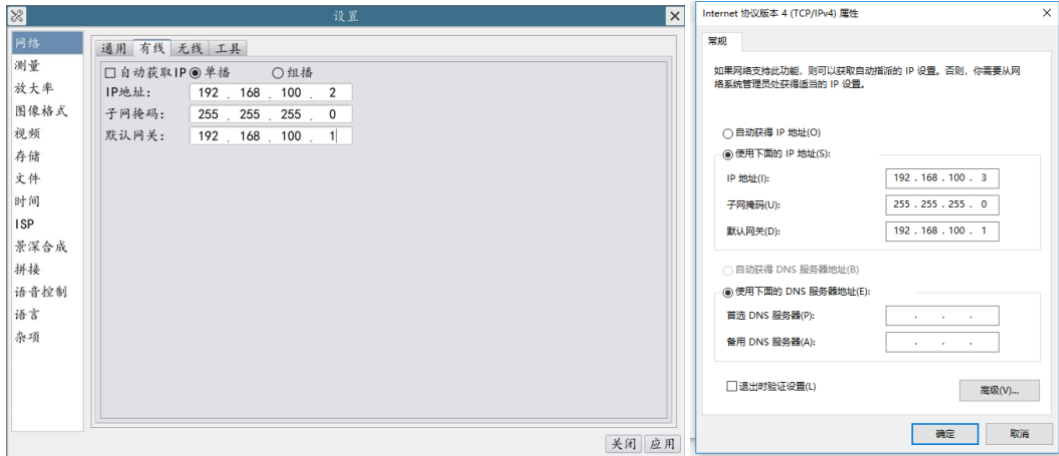 设置
网络
测量
放大率
图像格式
视频
存储
文件
时间
ISP
景深合成
拼接
语音控制
语言
杂项
通用 有线 无线 工具
自动获取IP 单播 组播
IP地址: 192 . 168 . 100 . 2
子网掩码: 255 . 255 . 255 . 0
默认网关: 192 . 168 . 100 . 1
关闭 应用
Internet 协议版本 4 (TCP/IPv4) 属性
常规
如果网络支持此功能，则可以获取自动指派的 IP 设置。否则，你需要从网
络系统管理员处获得适当的 IP 设置。
自动获得 IP 地址(O)
使用下面的 IP 地址(S):
IP 地址(I): 192 . 168 . 100 . 3
子网掩码(U): 255 . 255 . 255 . 0
默认网关(D): 192 . 168 . 100 . 1
自动获得 DNS 服务器地址(B)
使用下面的 DNS 服务器地址(E):
首选 DNS 服务器(P): . . .
备用 DNS 服务器(A): . . .
退出时验证设置(L)
高级(V)...
确定 取消